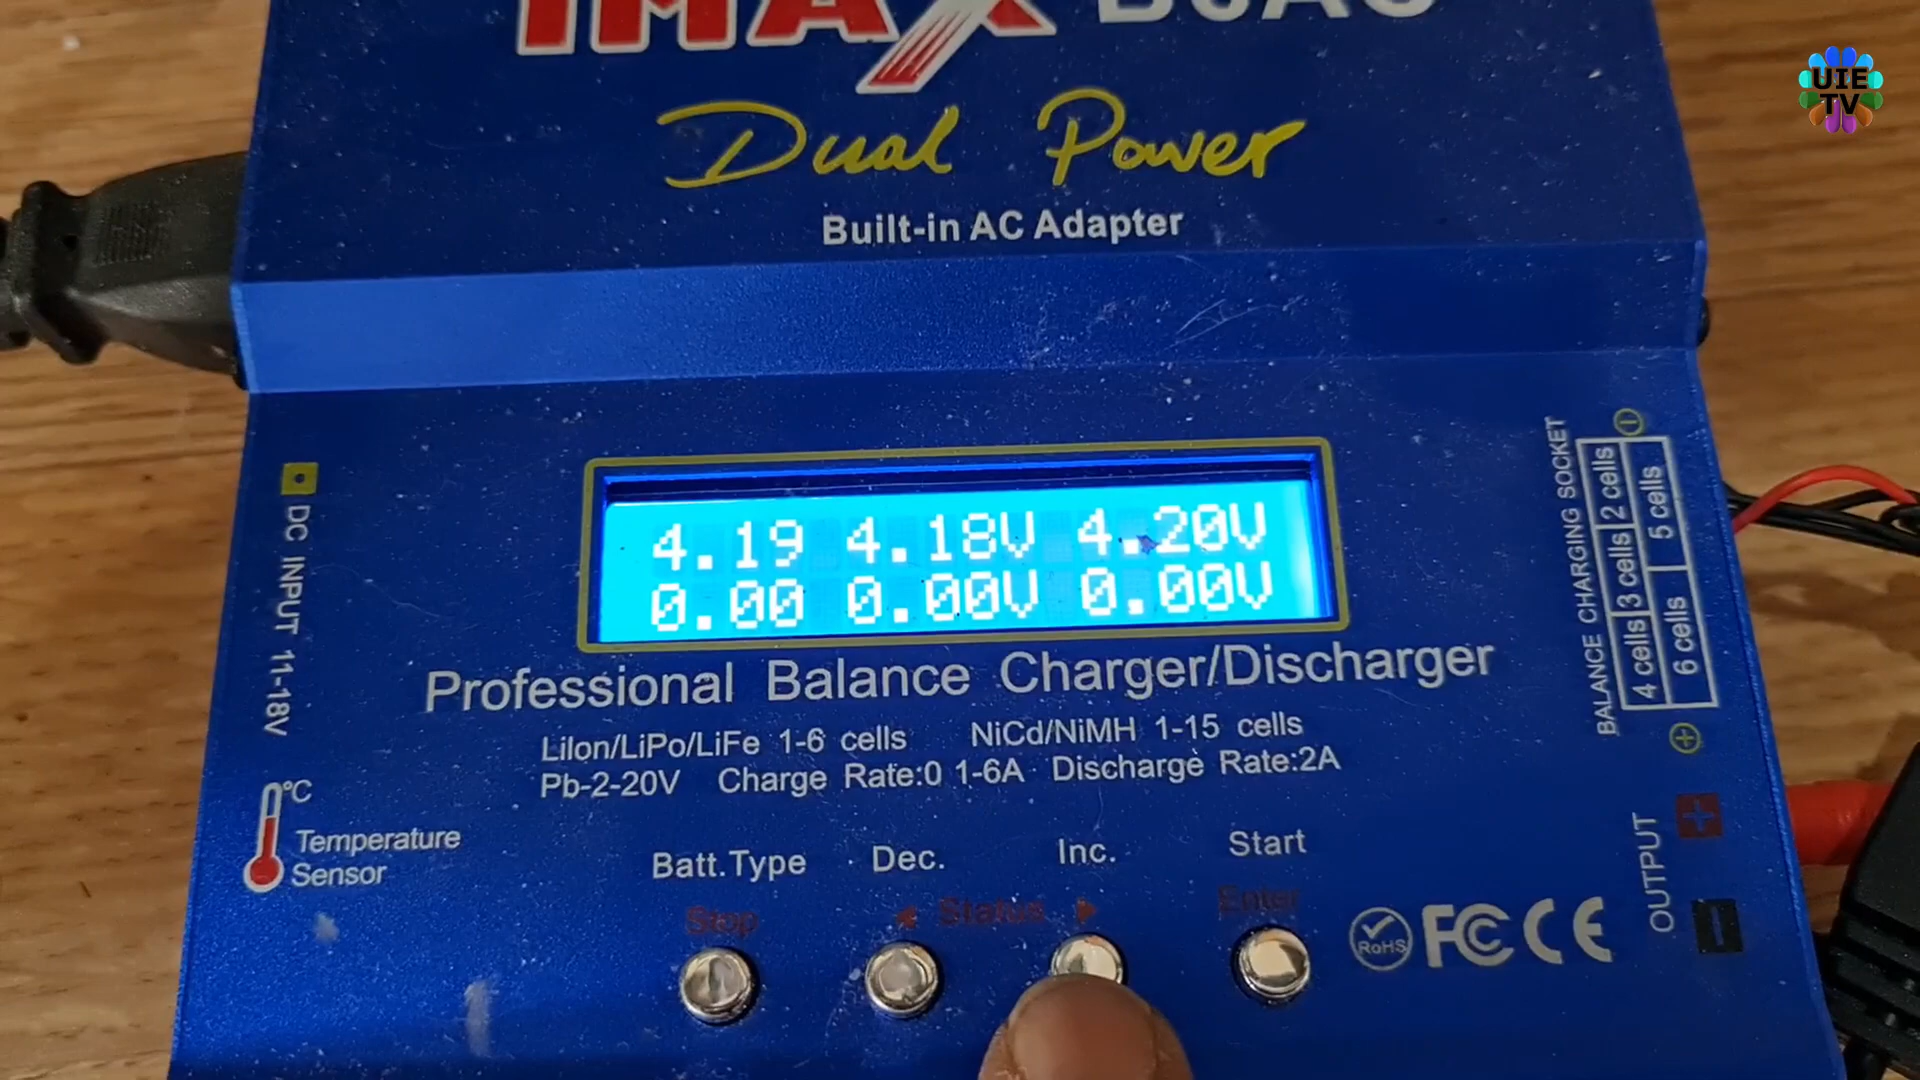 iMAX B6AC
UIE
TV
Dual Power
Built-in AC Adapter
DC INPUT 11-18V
4.19 4.18V 4.20V
0.00 0.00V 0.00V
BALANCE CHARGING SOCKET
2 cells
3 cells
4 cells
5 cells
6 cells
Professional Balance Charger/Discharger
LiIon/LiPo/LiFe 1-6 cells NiCd/NiMH 1-15 cells
Pb-2-20V Charge Rate:0 1-6A Discharge Rate:2A
°C
Temperature
Sensor
Batt.Type Dec. Inc. Start
Stop Status Enter
OUTPUT
RoHS FC CE